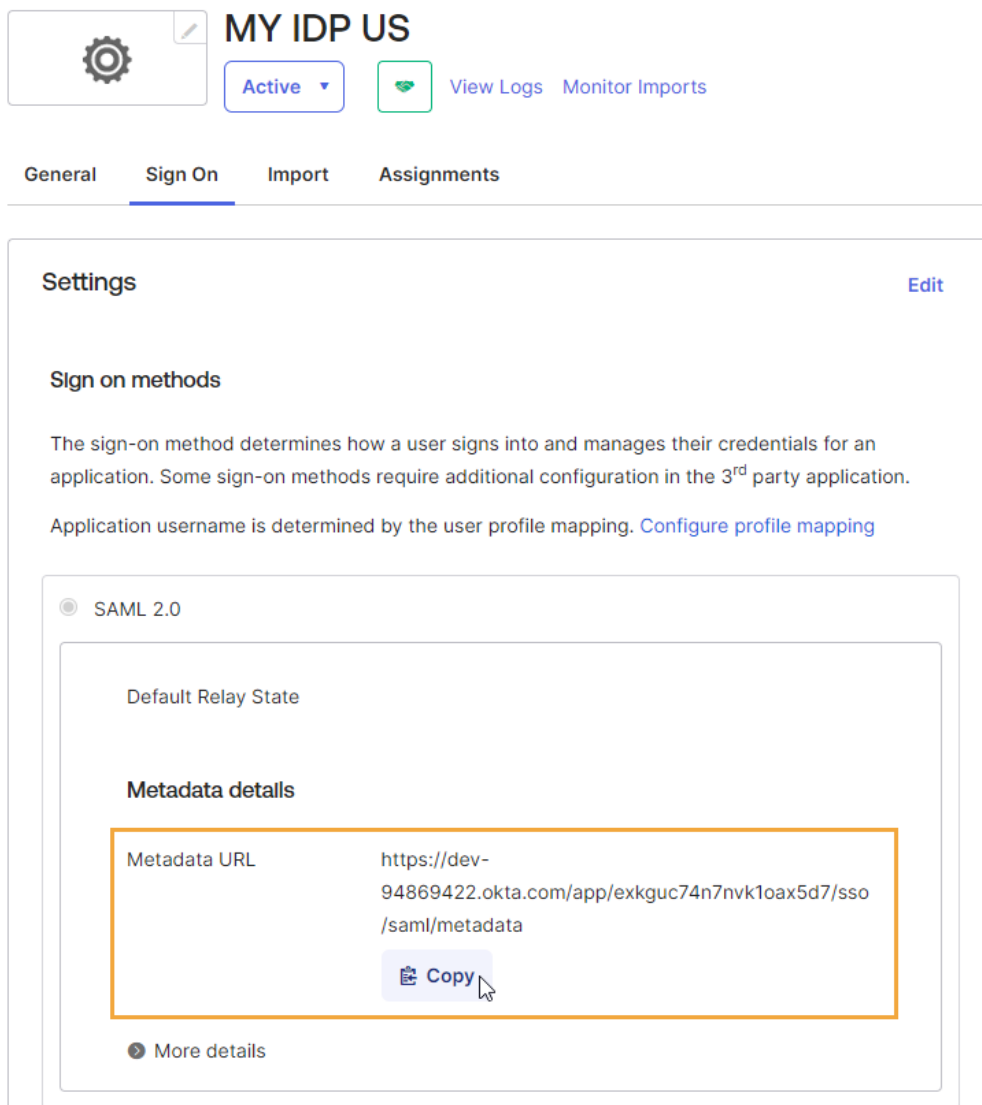 MY IDP US
Active
View Logs
Monitor Imports
General
Sign On
Import
Assignments
Settings
Edit
Sign on methods
The sign-on method determines how a user signs into and manages their credentials for an
application. Some sign-on methods require additional configuration in the 3rd party application.
Application username is determined by the user profile mapping. Configure profile mapping
SAML 2.0
Default Relay State
Metadata details
Metadata URL
https://dev-
94869422.okta.com/app/exkguc74n7nvk1oax5d7/sso
/saml/metadata
Copy
More details